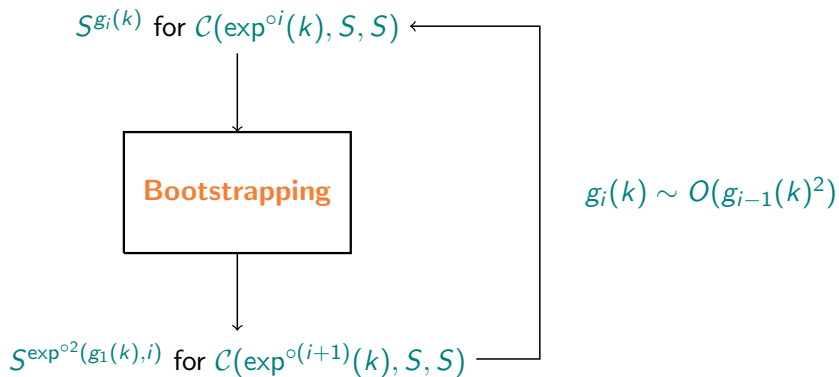 S^{g_i(k)} for 𝒞(exp^{∘i}(k), S, S)
Bootstrapping
g_i(k) ∼ O(g_{i−1}(k)^2)
S^{exp^{∘2}(g_1(k),i)} for 𝒞(exp^{∘(i+1)}(k), S, S)